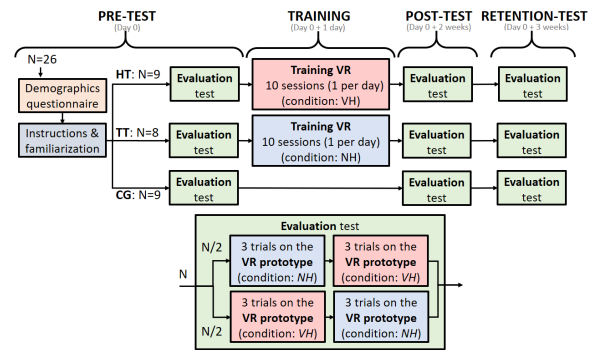 PRE-TEST
(Day 0)
TRAINING
(Day 0 + 1 day)
POST-TEST
(Day 0 + 2 weeks)
RETENTION-TEST
(Day 0 + 3 weeks)
N=26
Demographics
questionnaire
Instructions &
familiarization
HT: N=9
Evaluation
test
Training VR
10 sessions (1 per day)
(condition: VH)
Evaluation
test
Evaluation
test
TT: N=8
Evaluation
test
Training VR
10 sessions (1 per day)
(condition: NH)
Evaluation
test
Evaluation
test
CG: N=9
Evaluation
test
Evaluation
test
Evaluation
test
Evaluation test
N
N/2
3 trials on the
VR prototype
(condition: NH)
3 trials on the
VR prototype
(condition: VH)
N/2
3 trials on the
VR prototype
(condition: VH)
3 trials on the
VR prototype
(condition: NH)